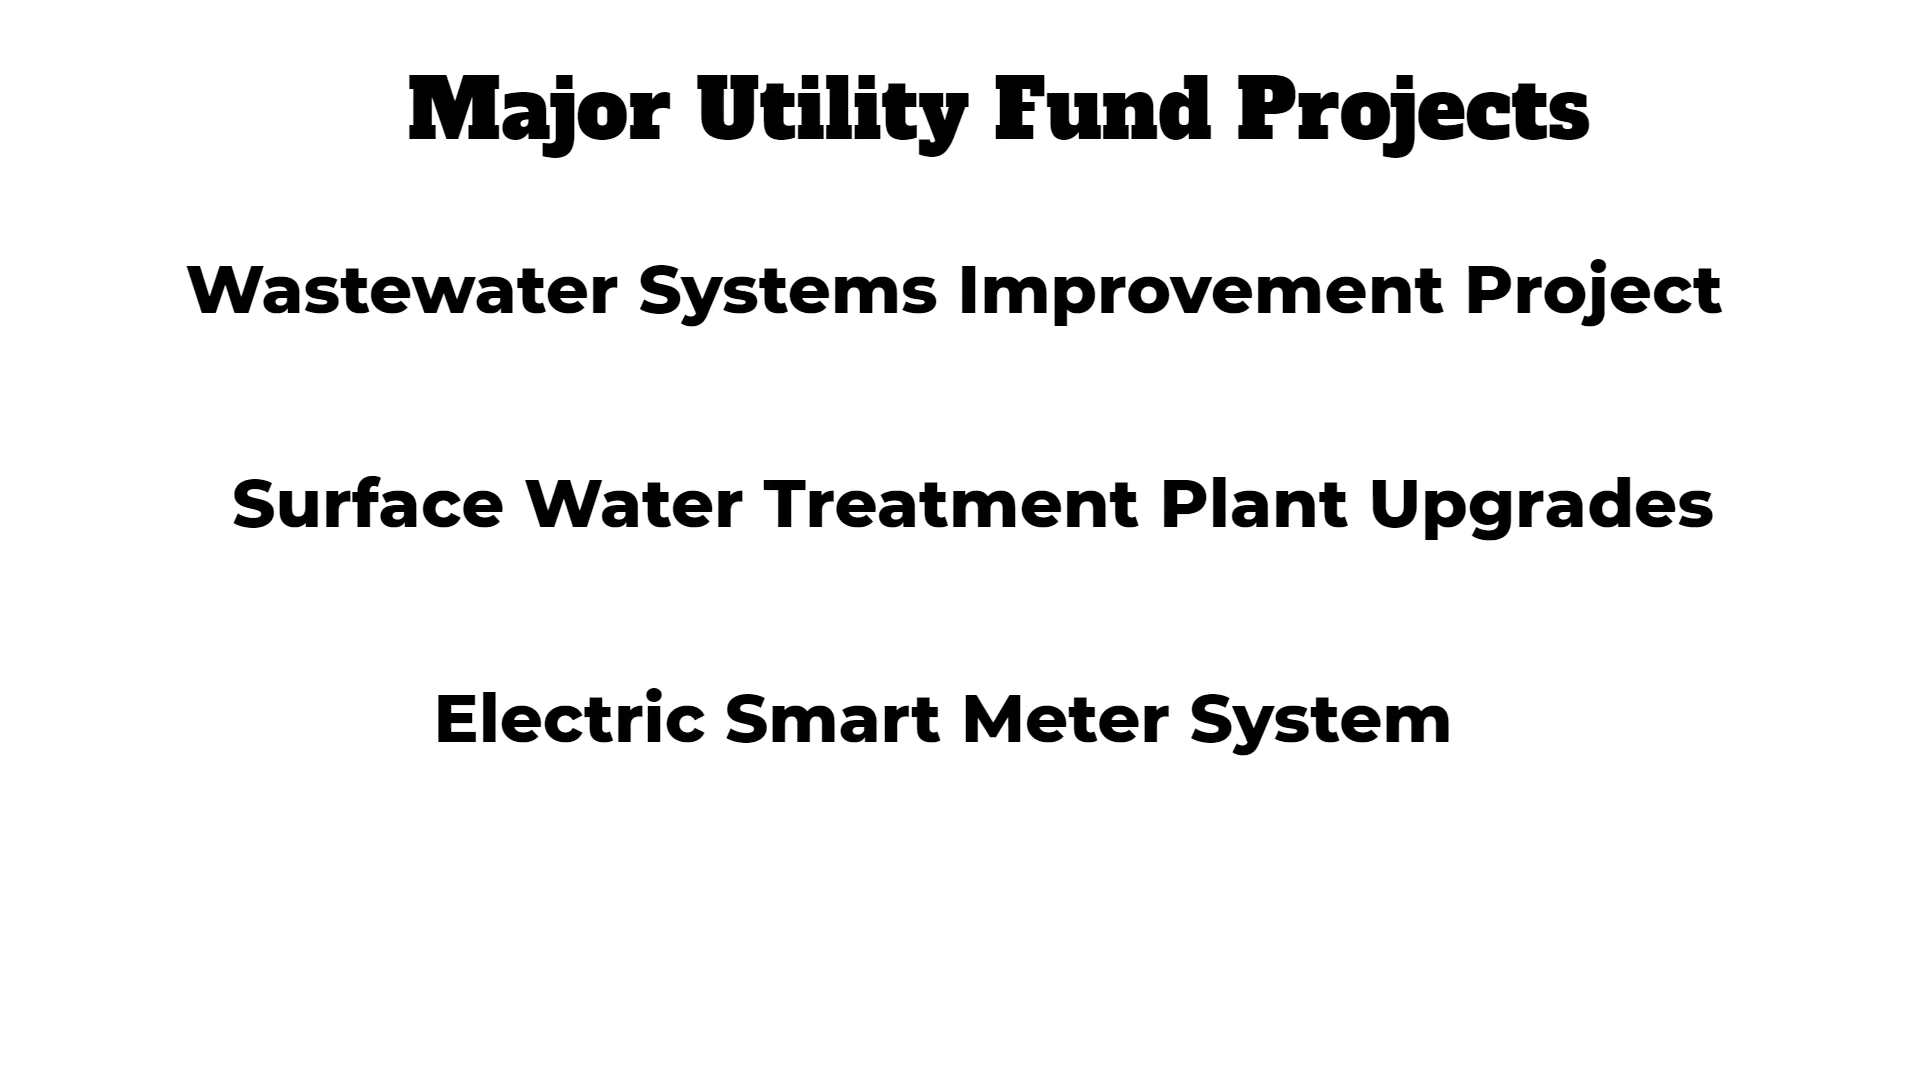 Major Utility Fund Projects
Wastewater Systems Improvement Project
Surface Water Treatment Plant Upgrades
Electric Smart Meter System